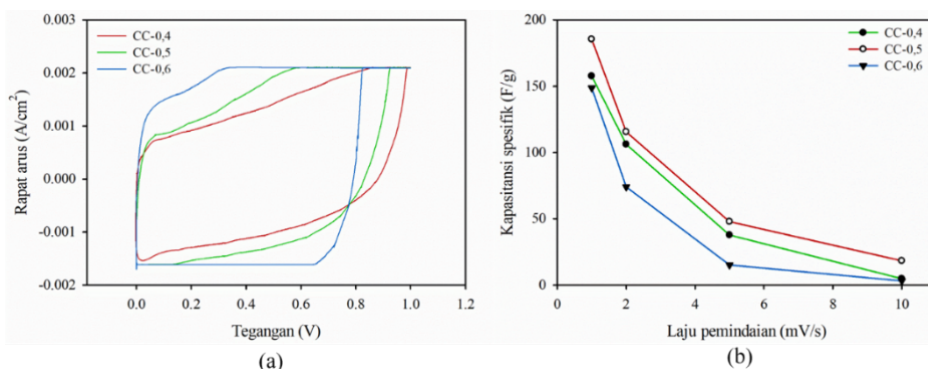 0.003
0.002
0.001
0.000
-0.001
-0.002
Rapat arus (A/cm²)
CC-0,4
CC-0,5
CC-0,6
0.0
0.2
0.4
0.6
0.8
1.0
1.2
Tegangan (V)
(a)
200
150
100
50
0
Kapasitansi spesifik (F/g)
CC-0,4
CC-0,5
CC-0,6
0
2
4
6
8
10
Laju pemindaian (mV/s)
(b)